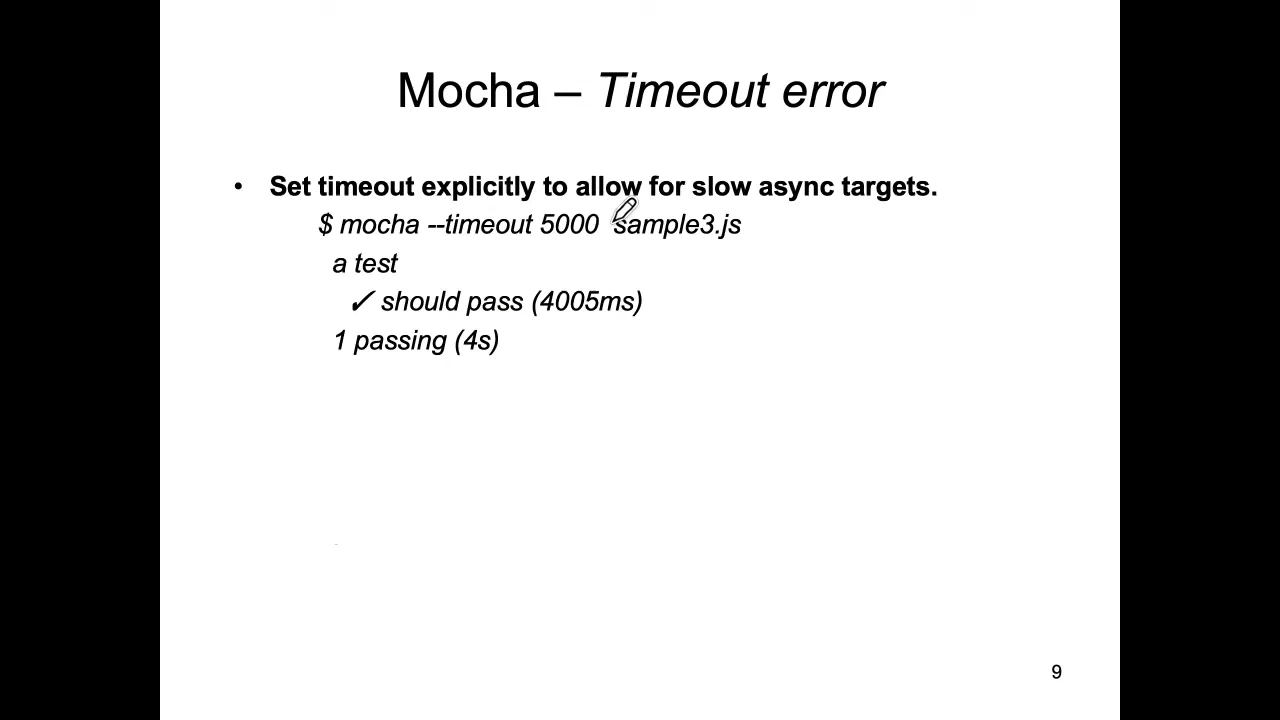 Mocha – Timeout error
• Set timeout explicitly to allow for slow async targets.
$ mocha --timeout 5000 sample3.js
a test
✓ should pass (4005ms)
1 passing (4s)
9